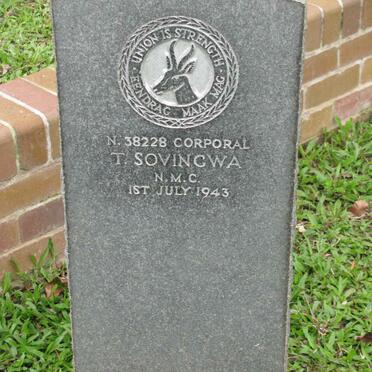 UNION IS STRENGTH
EENDRAG MAAK MAG
N. 38228 CORPORAL
T. SOVINGWA
N.M.C.
1ST JULY 1943